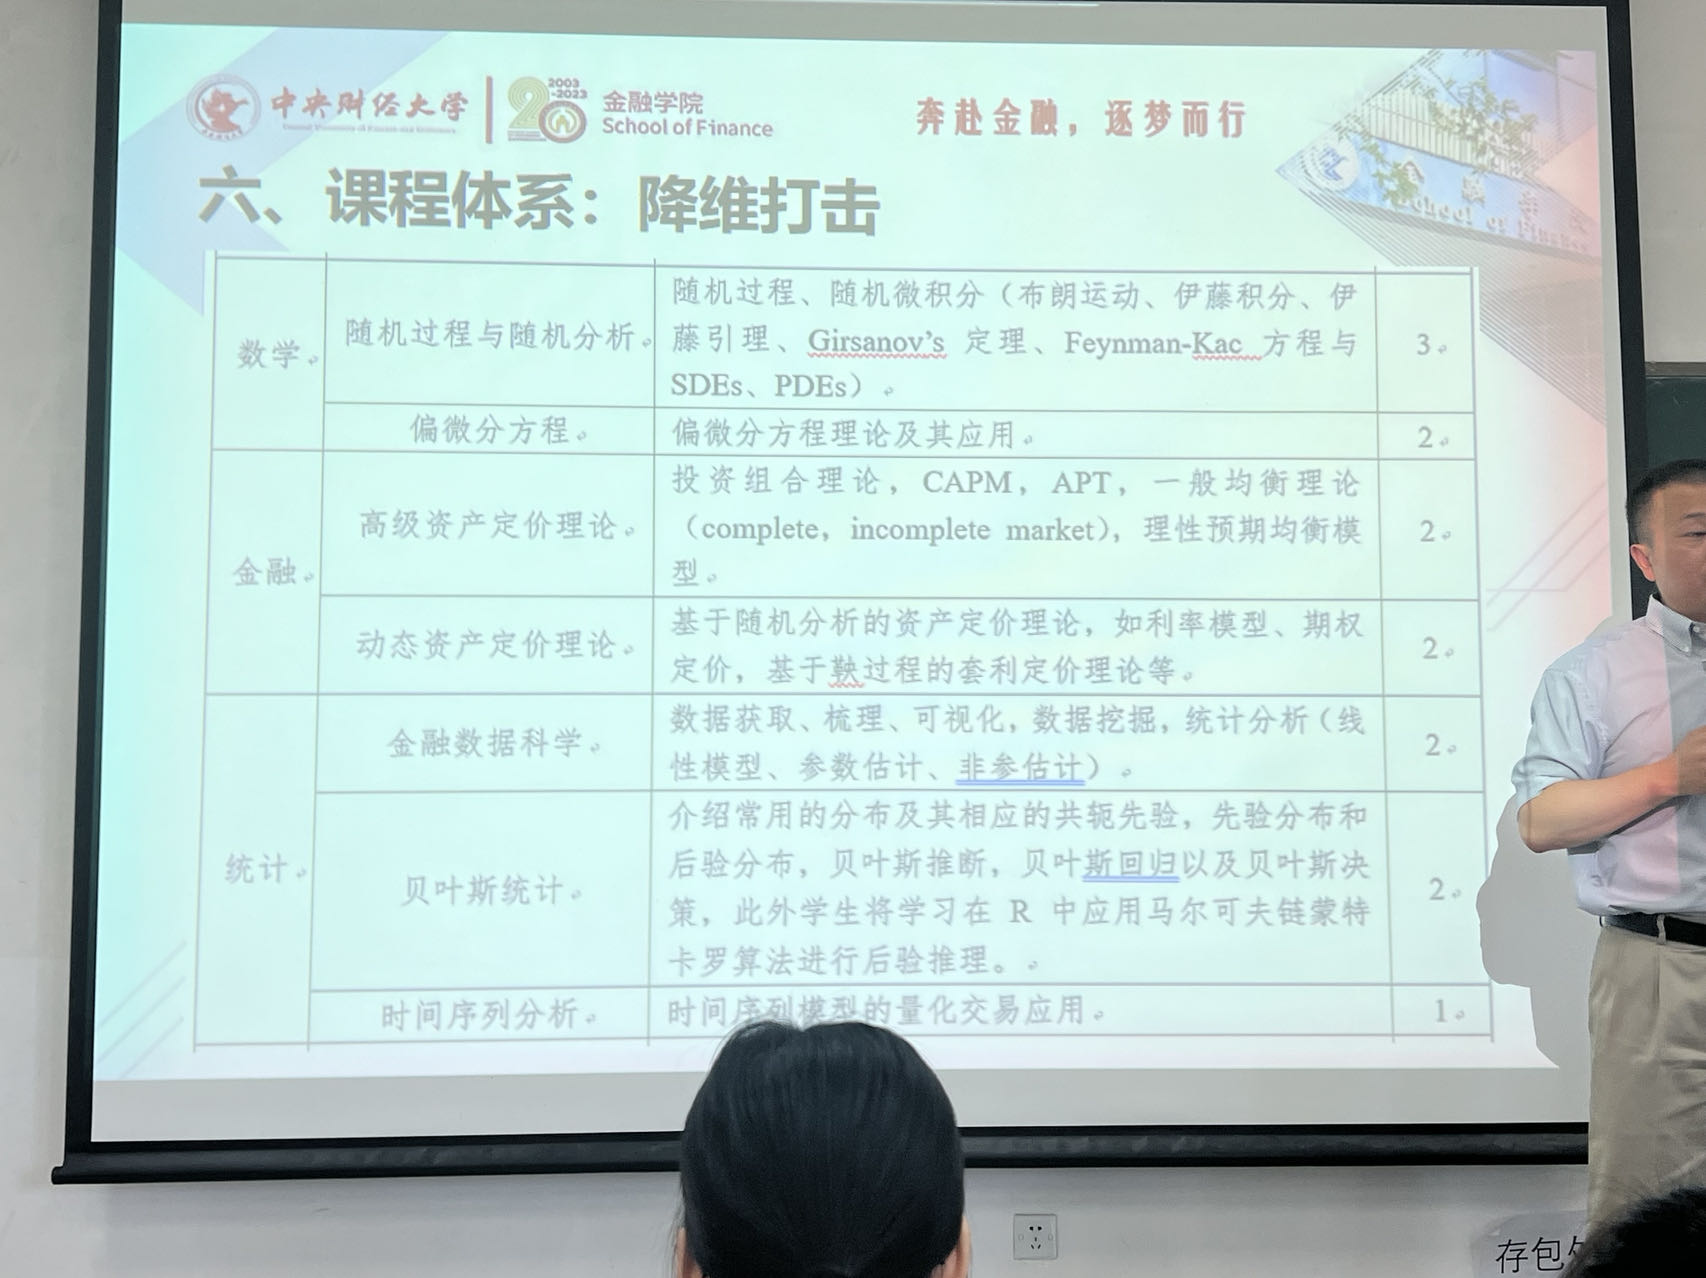 中央财经大学
2003
-2023
金融学院
School of Finance
奔赴金融，逐梦而行
School of Finance
六、课程体系：降维打击
数学
随机过程与随机分析
随机过程、随机微积分（布朗运动、伊藤积分、伊
藤引理、Girsanov's 定理、Feynman-Kac 方程与
SDEs、PDEs）
3
偏微分方程
偏微分方程理论及其应用
2
金融
高级资产定价理论
投资组合理论，CAPM，APT，一般均衡理论
（complete，incomplete market），理性预期均衡模
型
2
动态资产定价理论
基于随机分析的资产定价理论，如利率模型、期权
定价，基于鞅过程的套利定价理论等
2
统计
金融数据科学
数据获取、梳理、可视化，数据挖掘，统计分析（线
性模型、参数估计、非参估计）
2
贝叶斯统计
介绍常用的分布及其相应的共轭先验，先验分布和
后验分布，贝叶斯推断，贝叶斯回归以及贝叶斯决
策，此外学生将学习在 R 中应用马尔可夫链蒙特
卡罗算法进行后验推理。
2
时间序列分析
时间序列模型的量化交易应用
1
存包